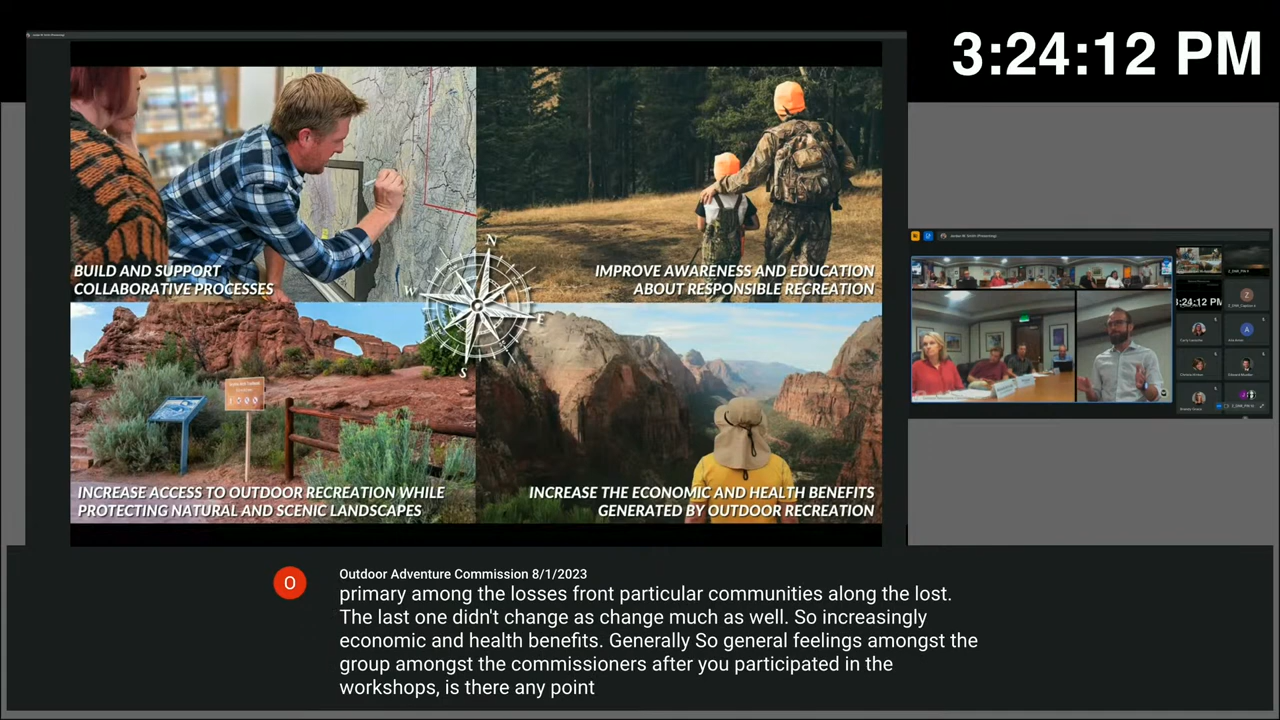 3:24:12 PM
BUILD AND SUPPORT
COLLABORATIVE PROCESSES
IMPROVE AWARENESS AND EDUCATION
ABOUT RESPONSIBLE RECREATION
N
W
E
S
INCREASE ACCESS TO OUTDOOR RECREATION WHILE
PROTECTING NATURAL AND SCENIC LANDSCAPES
INCREASE THE ECONOMIC AND HEALTH BENEFITS
GENERATED BY OUTDOOR RECREATION
3:24:12 PM
O
Outdoor Adventure Commission 8/1/2023
primary among the losses front particular communities along the lost.
The last one didn't change as change much as well. So increasingly
economic and health benefits. Generally So general feelings amongst the
group amongst the commissioners after you participated in the
workshops, is there any point